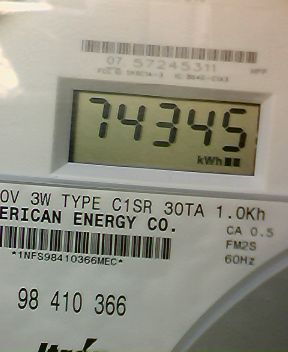 07 57245311
74345
kWh
0V 3W TYPE C1SR 30TA 1.0Kh
ERICAN ENERGY CO.
CA 0.5
FM2S
60Hz
*1NFS98410366MEC*
98 410 366